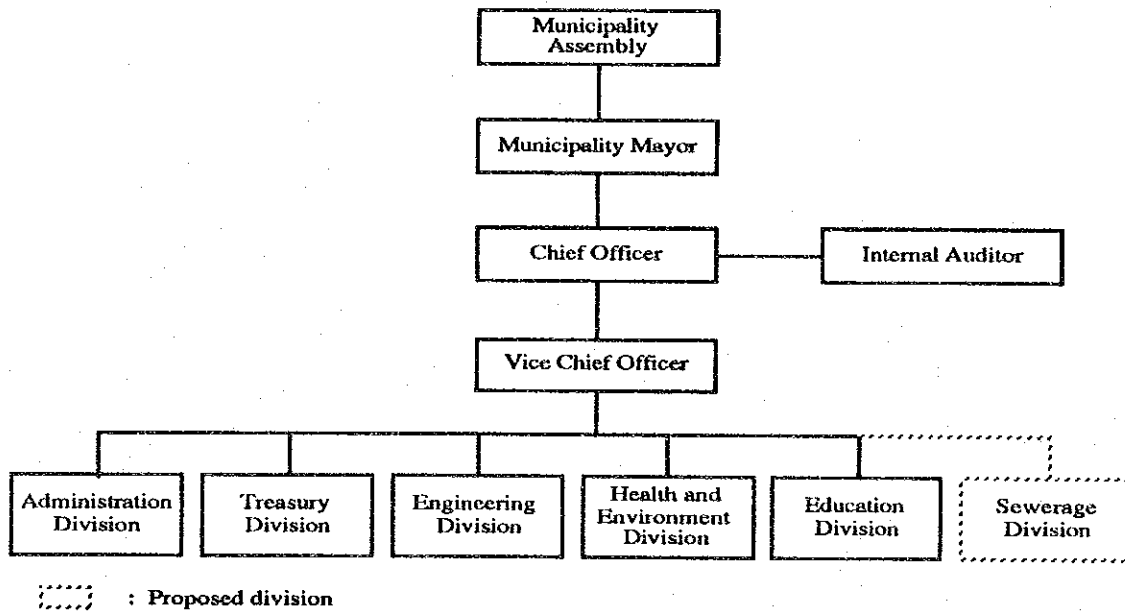 Municipality
Assembly
Municipality Mayor
Chief Officer
Internal Auditor
Vice Chief Officer
Administration
Division
Treasury
Division
Engineering
Division
Health and
Environment
Division
Education
Division
Sewerage
Division
: Proposed division